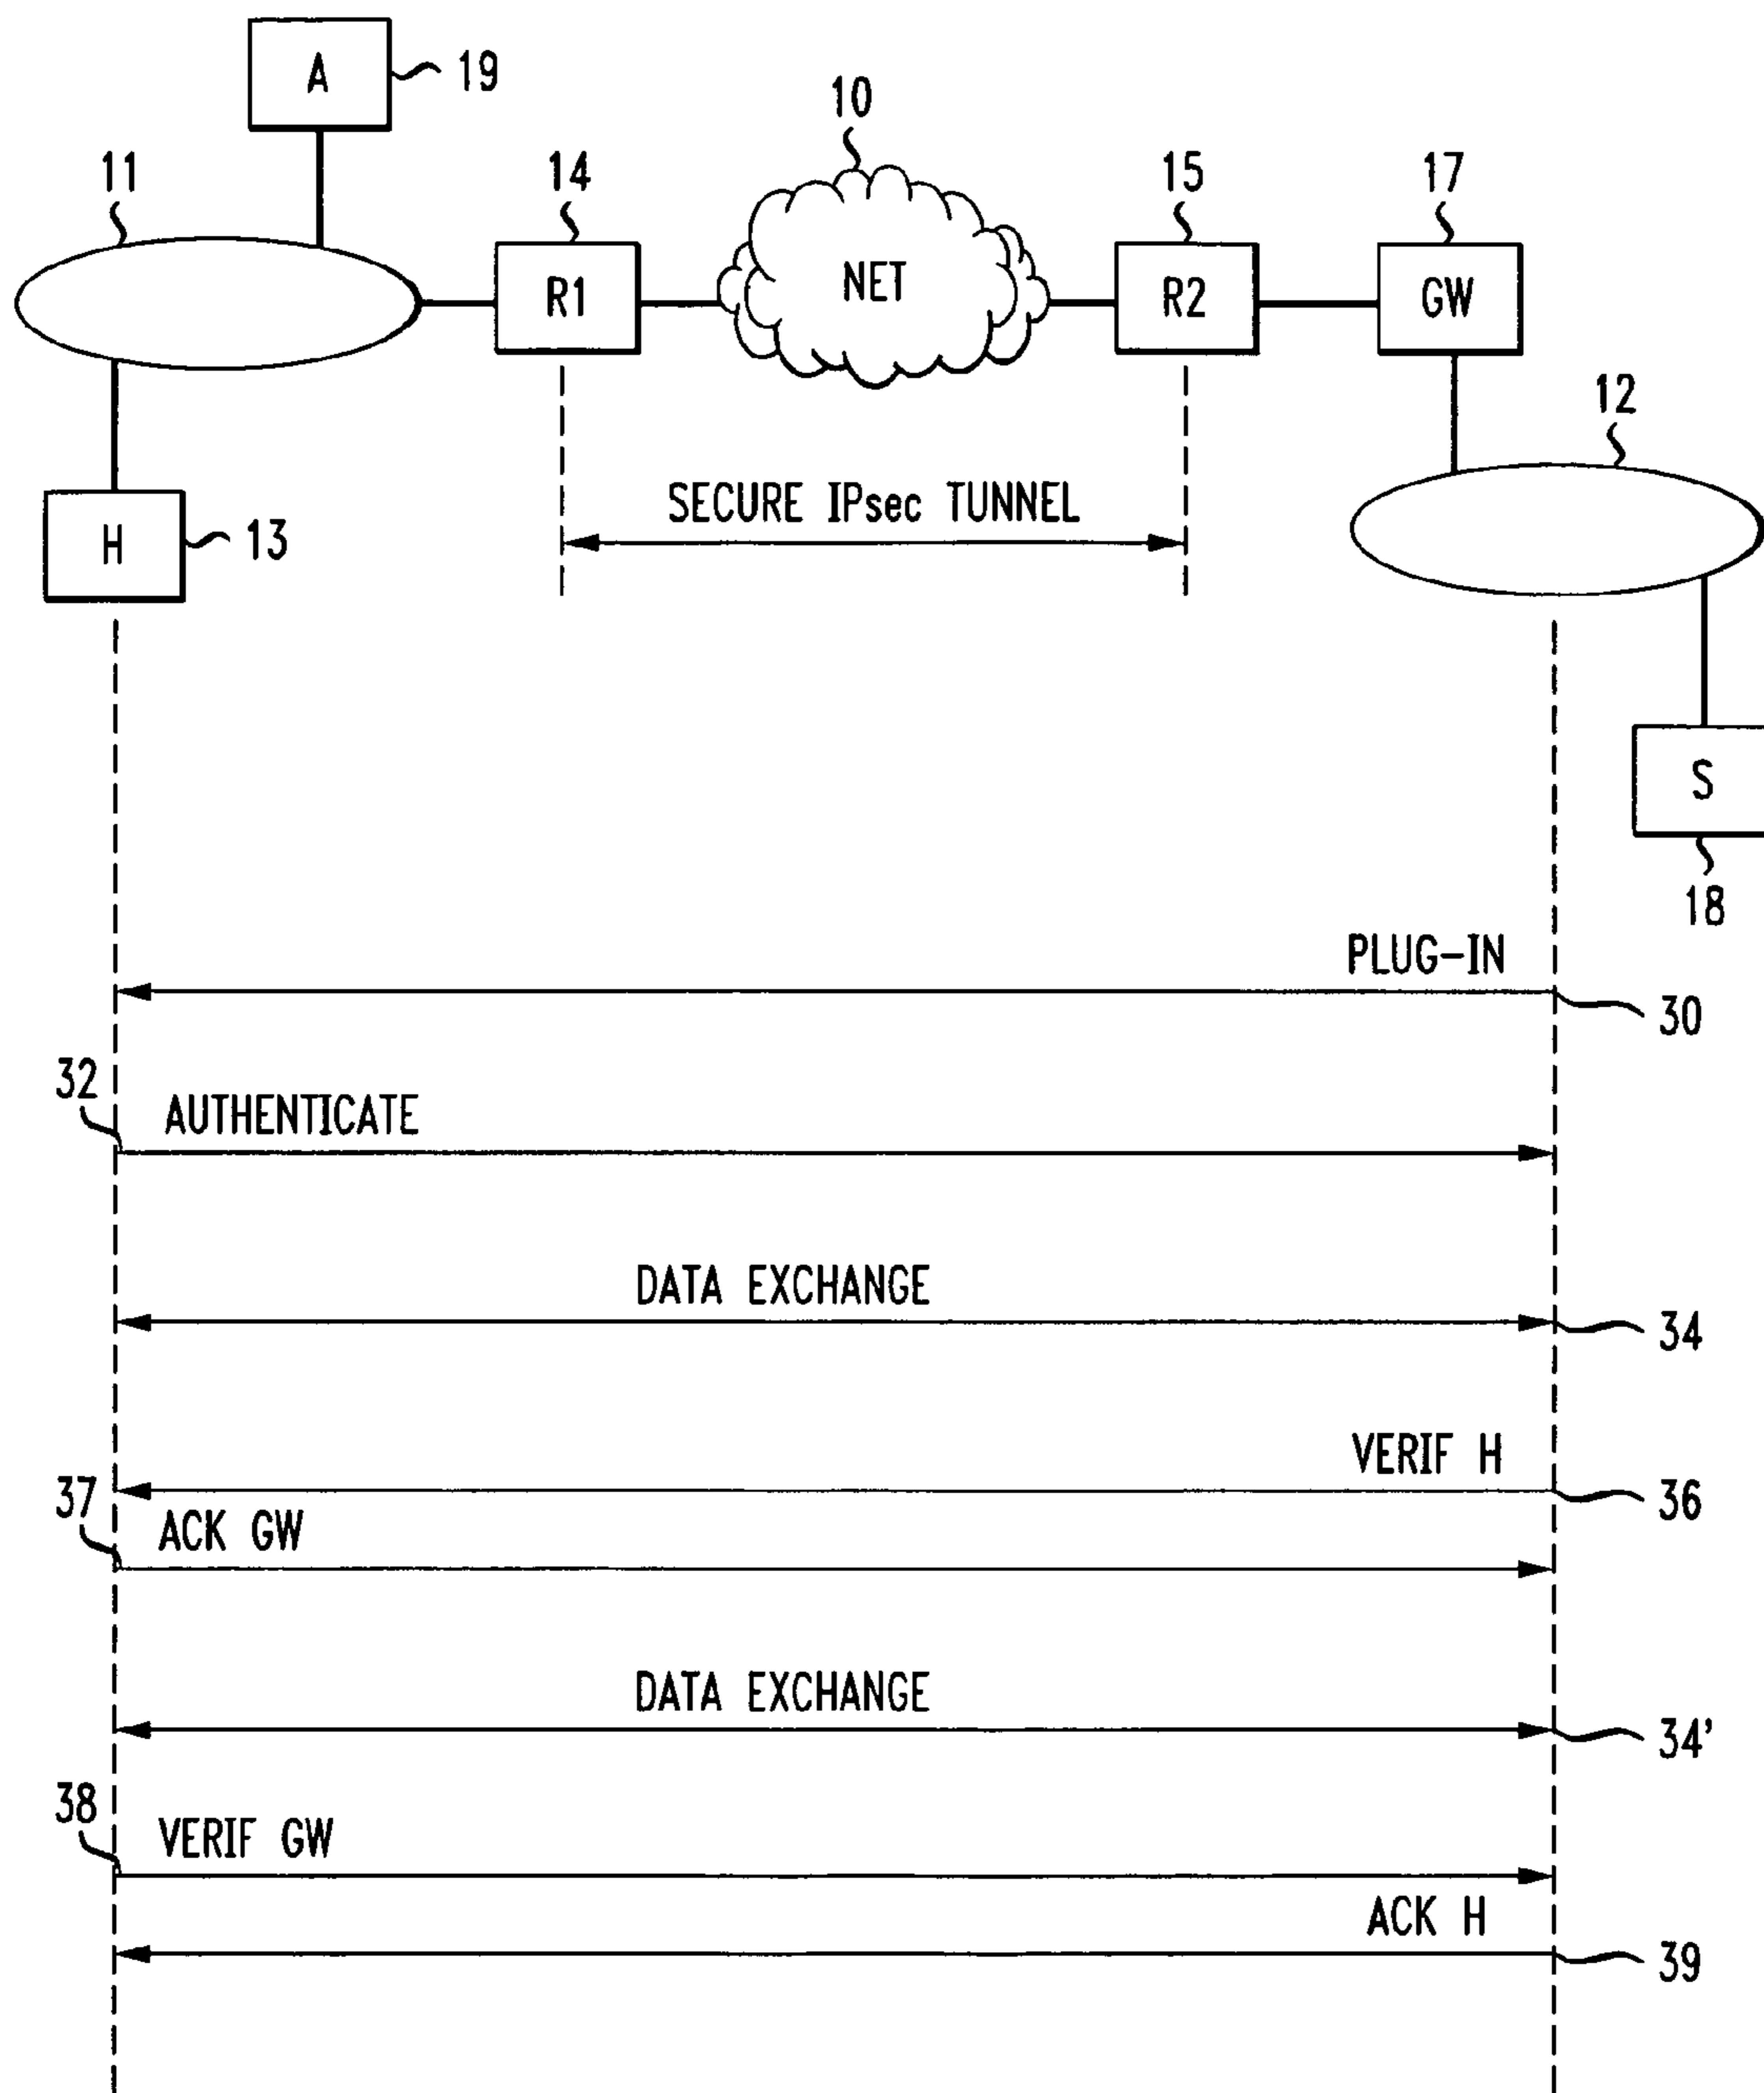 A
19
10
11
14
15
17
R1
NET
R2
GW
12
SECURE IPsec TUNNEL
H
13
S
18
PLUG-IN
30
32
AUTHENTICATE
DATA EXCHANGE
34
VERIF H
36
37
ACK GW
DATA EXCHANGE
34'
38
VERIF GW
ACK H
39